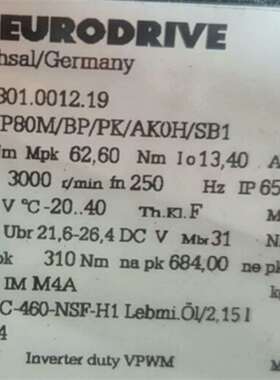 EURODRIVE
hsal/Germany
301.0012.19
P80M/BP/PK/AK0H/SB1
m Mpk 62,60 Nm Io 13,40 A
3000 r/min fn 250 Hz IP 65
V °C -20..40 Th.Kl. F M
Ubr 21,6-26,4 DC V Mbr 31 N
pk 310 Nm na pk 684,00 ne
IM M4A k
C-460-NSF-H1 Lebmi.Öl/2,15 l
4
Inverter duty VPWM M